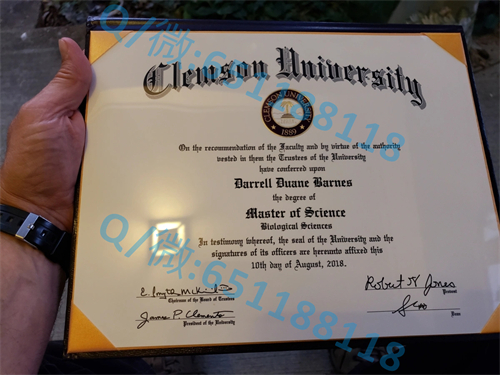 Clemson University
CLEMSON UNIVERSITY
1889
On the recommendation of the Faculty and by virtue of the authority
vested in them the Trustees of the University
have conferred upon
Darrell Duane Barnes
the degree of
Master of Science
Biological Sciences
In testimony whereof, the seal of the University and the
signatures of its officers are hereunto affixed this
10th day of August, 2018.
Chairman of the Board of Trustees
James P. Clements
President of the University
Robert H. Jones
Provost
Dean
Q/微:651188118
Q/微:651188118